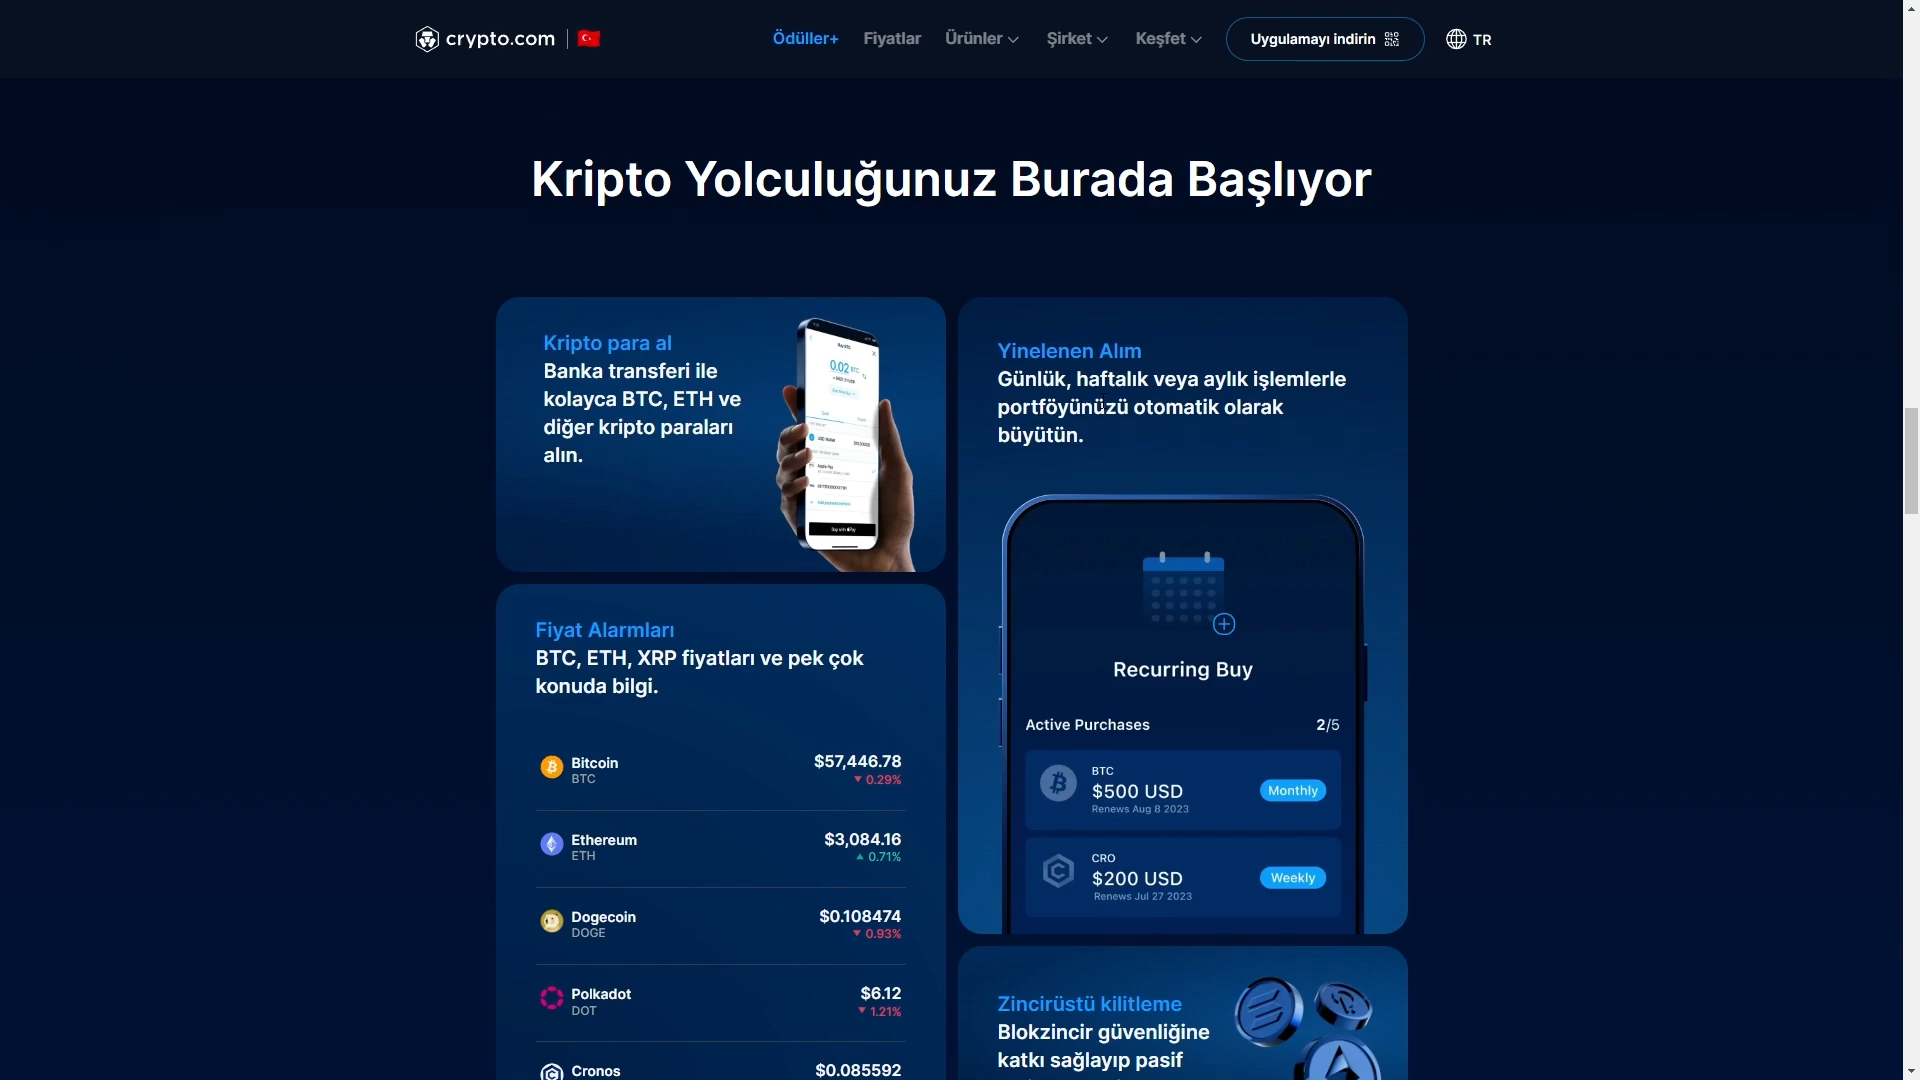 crypto.com
Ödüller+
Fiyatlar
Ürünler
Şirket
Keşfet
Uygulamayı indirin
TR
Kripto Yolculuğunuz Burada Başlıyor
Kripto para al
Banka transferi ile
kolayca BTC, ETH ve
diğer kripto paraları
alın.
0.02 BTC
Yinelenen Alım
Günlük, haftalık veya aylık işlemlerle
portföyünüzü otomatik olarak
büyütün.
Recurring Buy
Active Purchases 2/5
BTC
$500 USD
Renews Aug 8 2023
Monthly
CRO
$200 USD
Renews Jul 27 2023
Weekly
Fiyat Alarmları
BTC, ETH, XRP fiyatları ve pek çok
konuda bilgi.
Bitcoin $57,446.78
BTC 0.29%
Ethereum $3,084.16
ETH 0.71%
Dogecoin $0.108474
DOGE 0.93%
Polkadot $6.12
DOT 1.21%
Cronos $0.085592
Zincirüstü kilitleme
Blokzincir güvenliğine
katkı sağlayıp pasif